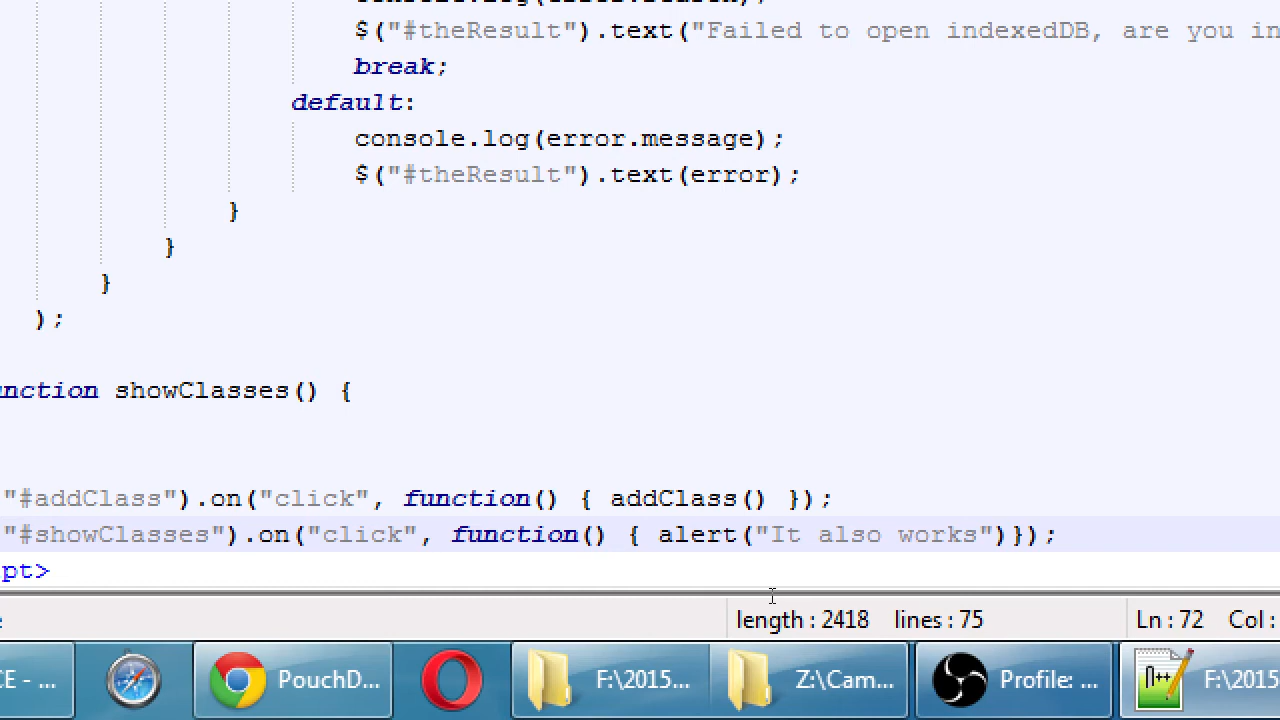 $("#theResult").text("Failed to open indexedDB, are you in
break;
default:
console.log(error.message);
$("#theResult").text(error);
}
}
}
);
nction showClasses() {
"#addClass").on("click", function() { addClass() });
"#showClasses").on("click", function() { alert("It also works")});
pt>
length : 2418 lines : 75 Ln : 72 Col :
CE - ... PouchD... F:\2015... Z:\Cam... Profile: ... F:\2015